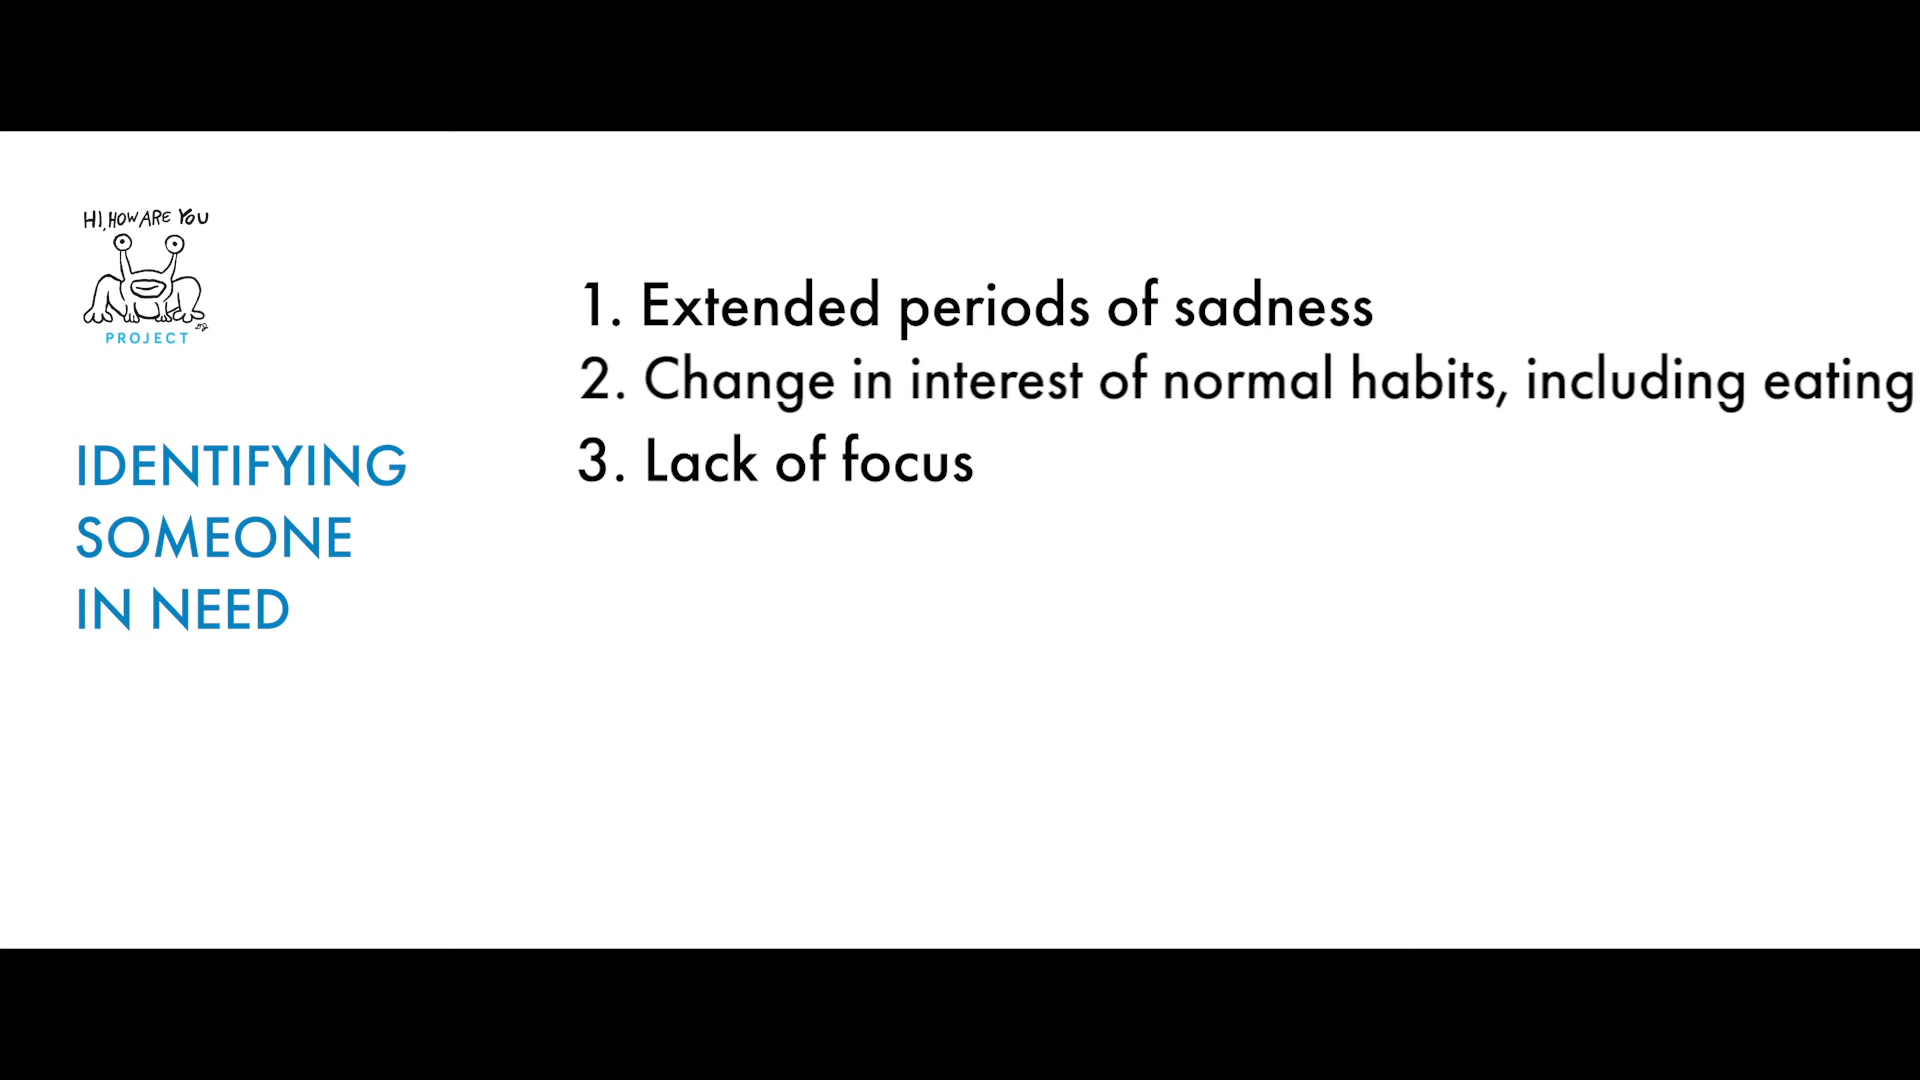 HI, HOW ARE YOU
PROJECT
IDENTIFYING
SOMEONE
IN NEED
1. Extended periods of sadness
2. Change in interest of normal habits, including eating
3. Lack of focus